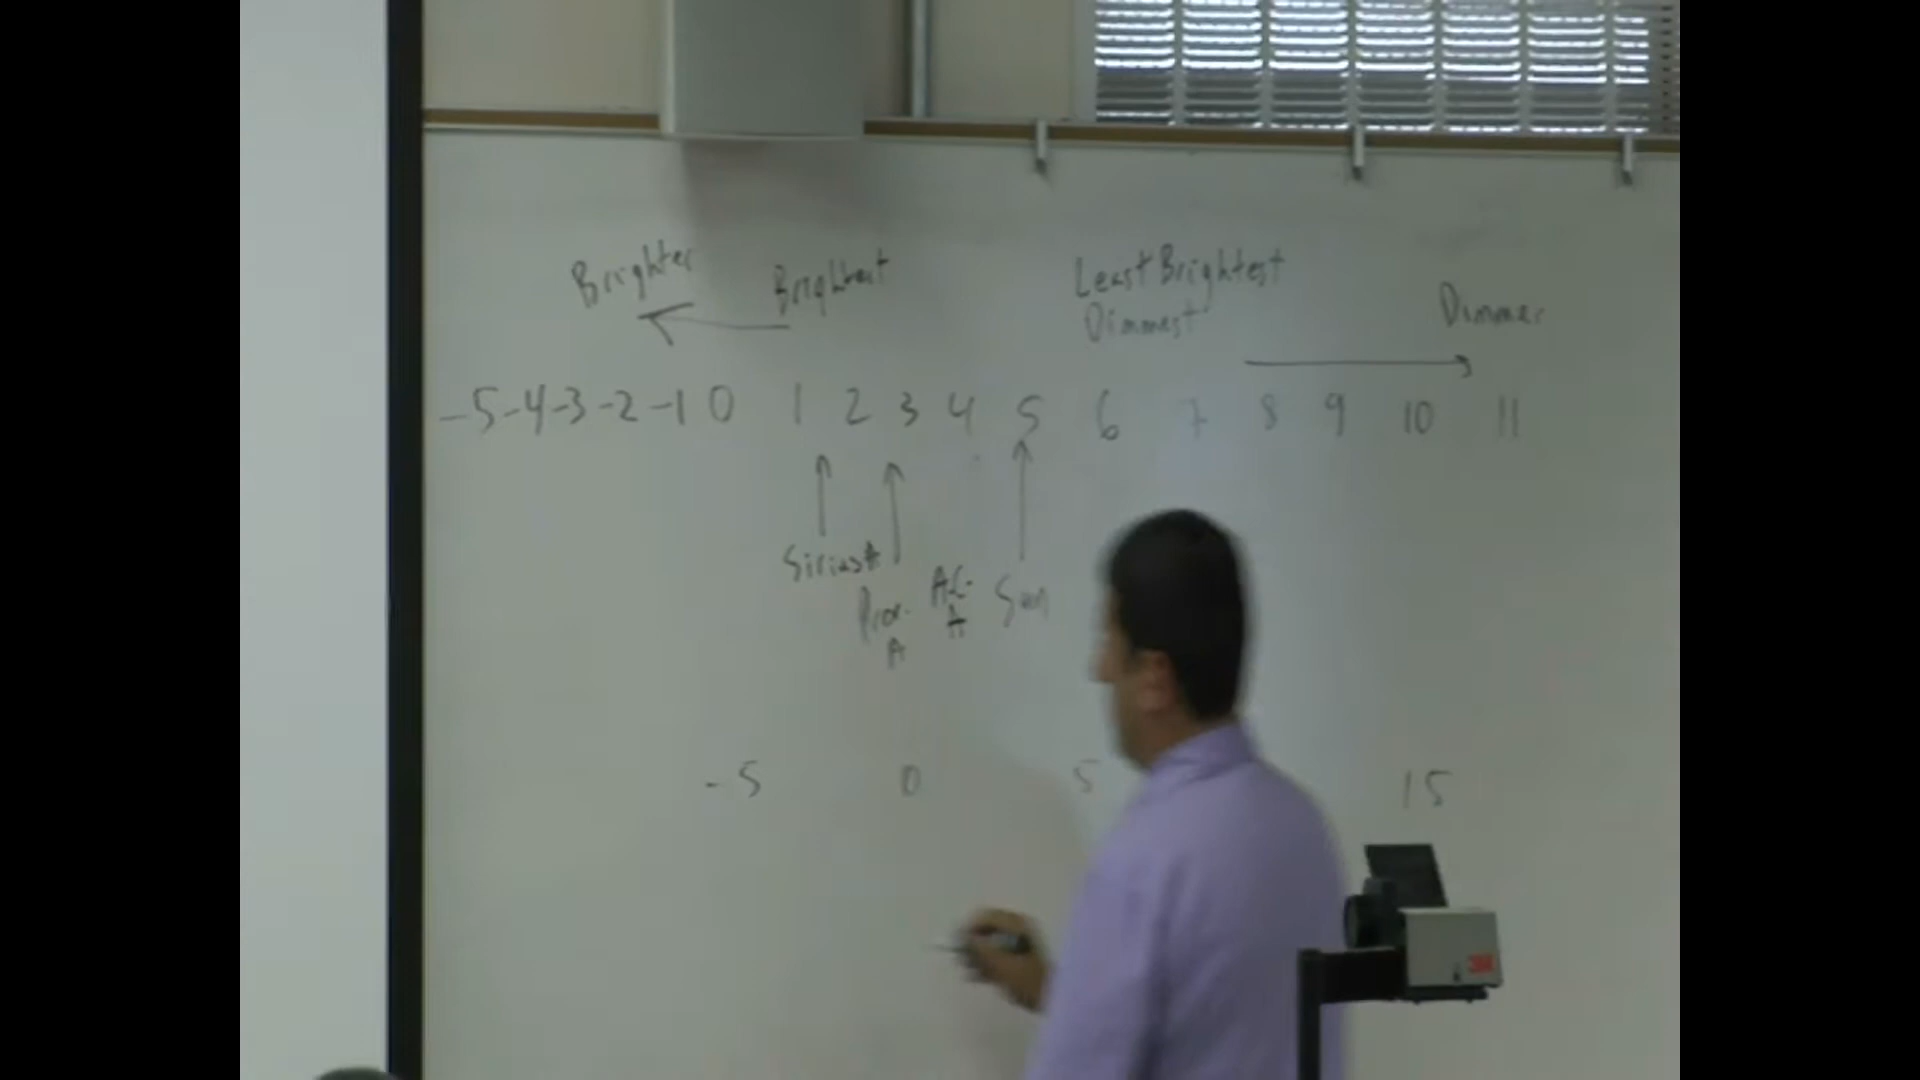 Brighter Brightest Least Brightest Dimmer
Dimmest
-5 -4 -3 -2 -1 0 1 2 3 4 5 6 7 8 9 10 11
Sirius A
A.C. Sun
A
A
-5 0 5 15
3M